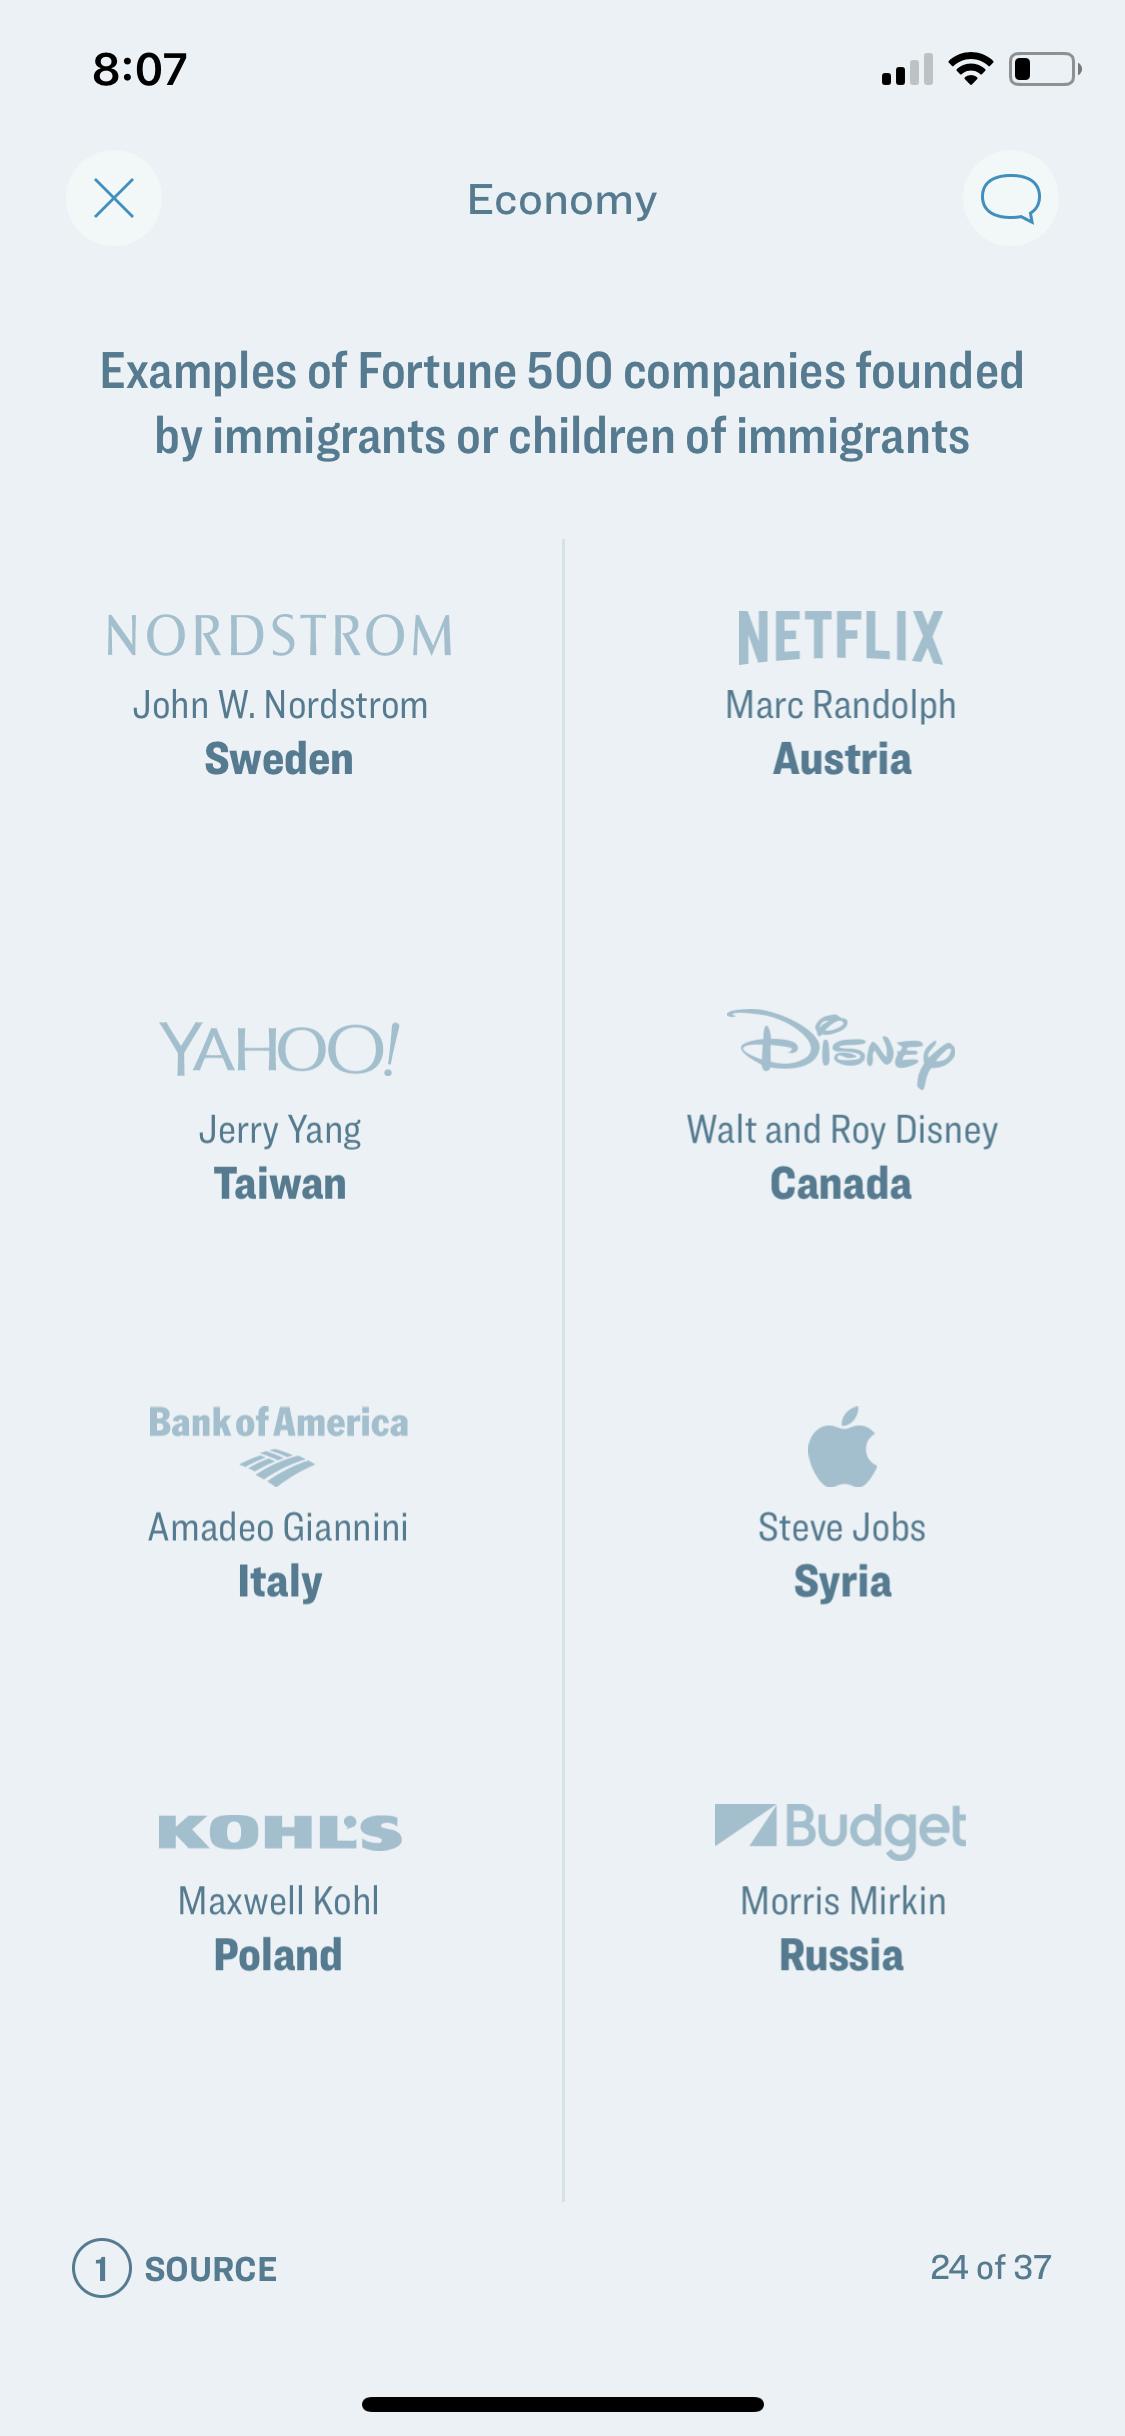 8:07
Economy
Examples of Fortune 500 companies founded
by immigrants or children of immigrants
NORDSTROM
John W. Nordstrom
Sweden
NETFLIX
Marc Randolph
Austria
YAHOO!
Jerry Yang
Taiwan
DISNEY
Walt and Roy Disney
Canada
Bank of America
Amadeo Giannini
Italy
Steve Jobs
Syria
KOHL'S
Maxwell Kohl
Poland
Budget
Morris Mirkin
Russia
1 SOURCE
24 of 37